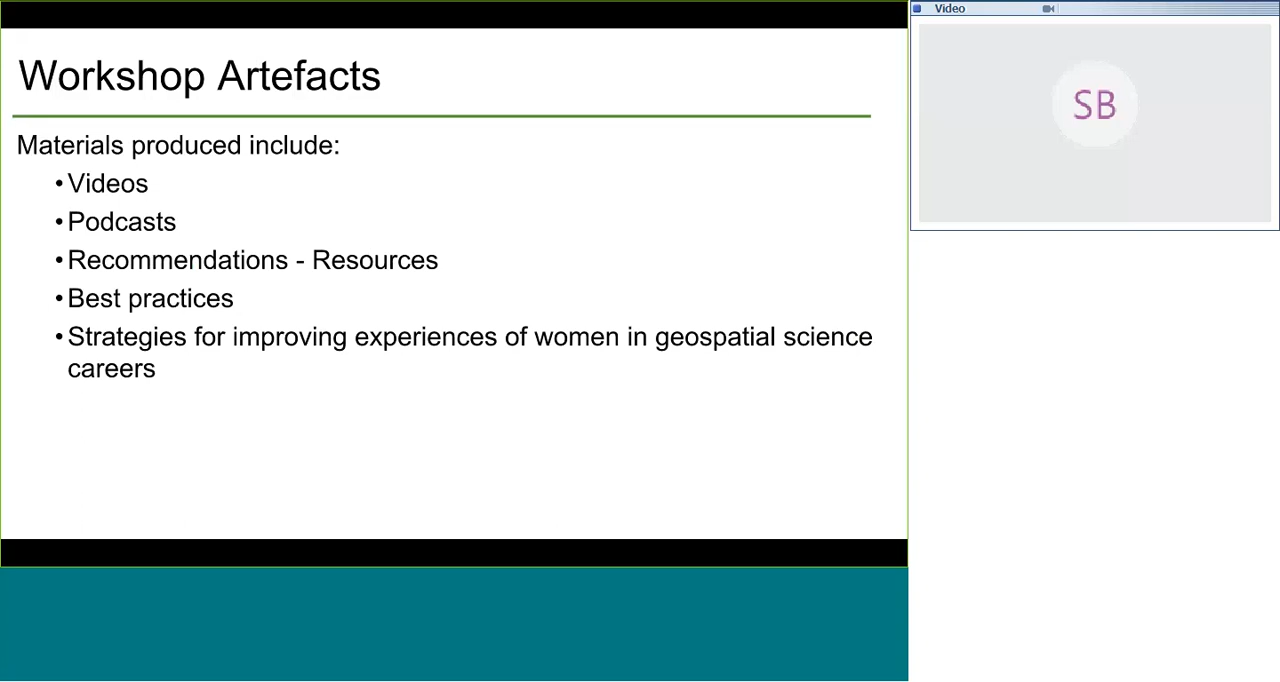 Workshop Artefacts
Materials produced include:
•Videos
•Podcasts
•Recommendations - Resources
•Best practices
•Strategies for improving experiences of women in geospatial science
careers
Video
SB